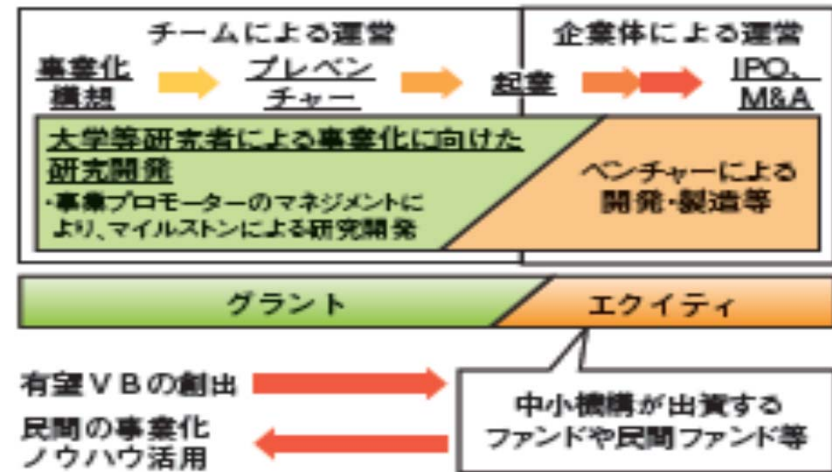 チームによる運営
企業体による運営
事業化
構想
プレベン
チャー
起業
IPO、
M&A
大学等研究者による事業化に向けた
研究開発
・事業プロモーターのマネジメントに
より、マイルストンによる研究開発
ベンチャーによる
開発・製造等
グラント
エクイティ
有望ＶＢの創出
民間の事業化
ノウハウ活用
中小機構が出資する
ファンドや民間ファンド等